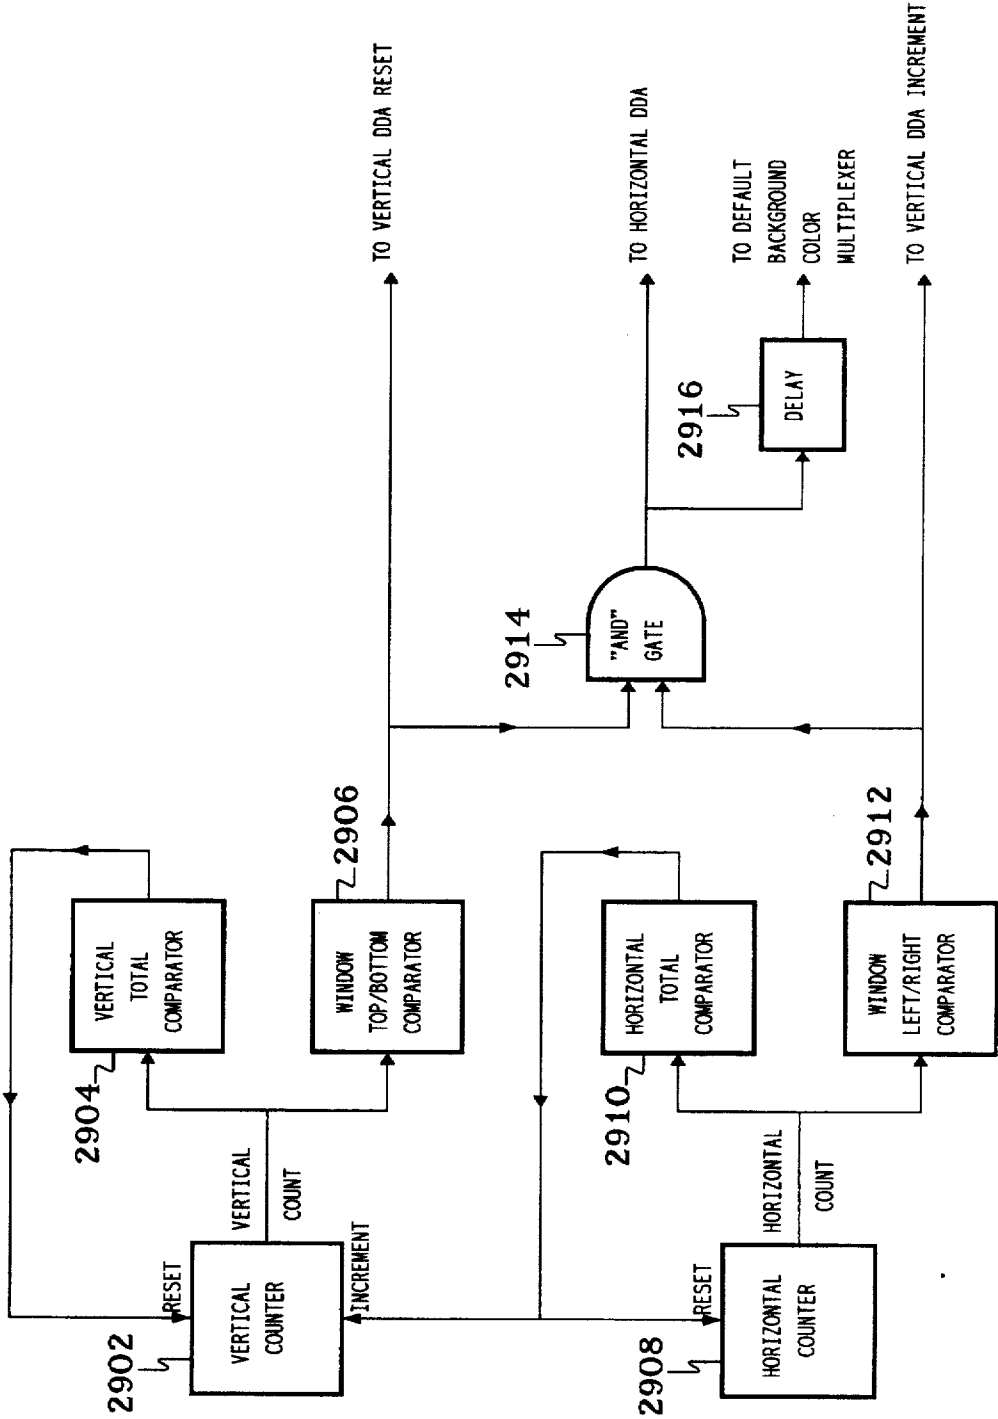 2902
VERTICAL
COUNTER
RESET
INCREMENT
VERTICAL
COUNT
2904
VERTICAL
TOTAL
COMPARATOR
2906
WINDOW
TOP/BOTTOM
COMPARATOR
TO VERTICAL DDA RESET
2908
HORIZONTAL
COUNTER
RESET
HORIZONTAL
COUNT
2910
HORIZONTAL
TOTAL
COMPARATOR
2912
WINDOW
LEFT/RIGHT
COMPARATOR
2914
"AND"
GATE
TO HORIZONTAL DDA
2916
DELAY
TO DEFAULT
BACKGROUND
COLOR
MULTIPLEXER
TO VERTICAL DDA INCREMENT